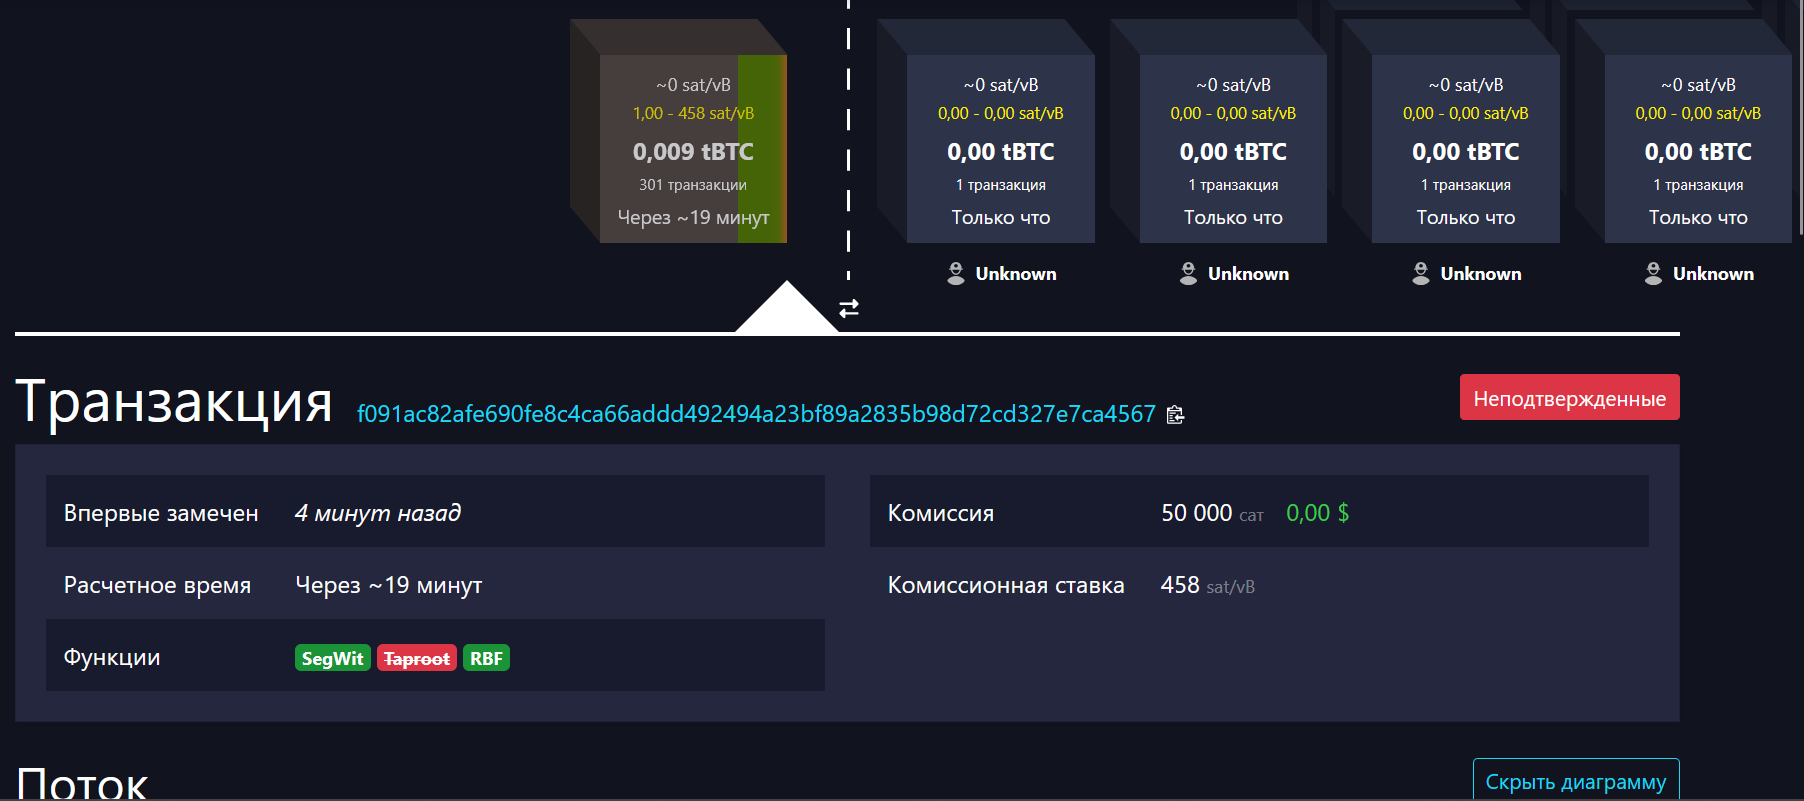 ~0 sat/vB ~0 sat/vB ~0 sat/vB ~0 sat/vB ~0 sat/vB
1,00 - 458 sat/vB 0,00 - 0,00 sat/vB 0,00 - 0,00 sat/vB 0,00 - 0,00 sat/vB 0,00 - 0,00 sat/vB
0,009 tBTC 0,00 tBTC 0,00 tBTC 0,00 tBTC 0,00 tBTC
301 транзакции 1 транзакция 1 транзакция 1 транзакция 1 транзакция
Через ~19 минут Только что Только что Только что Только что
Unknown Unknown Unknown Unknown
Транзакция f091ac82afe690fe8c4ca66addd492494a23bf89a2835b98d72cd327e7ca4567 Неподтвержденные
Впервые замечен 4 минут назад Комиссия 50 000 сат 0,00 $
Расчетное время Через ~19 минут Комиссионная ставка 458 sat/vB
Функции SegWit Taproot RBF
Поток Скрыть диаграмму